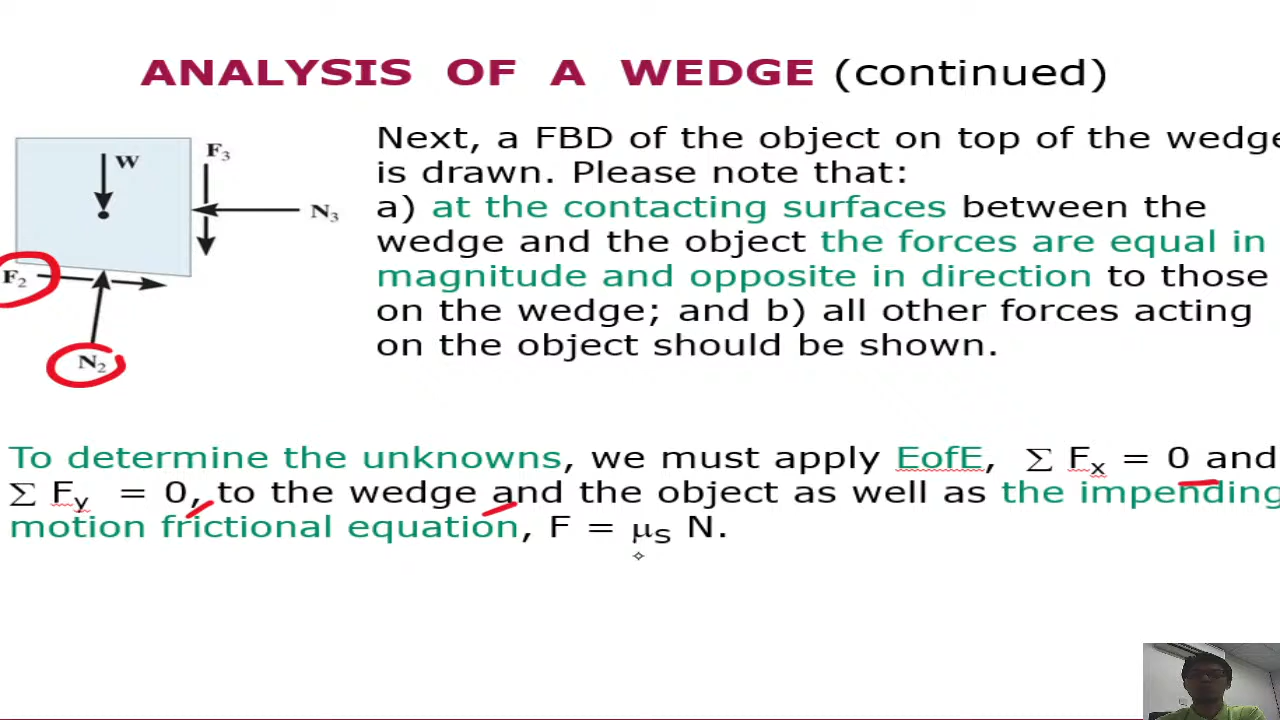 ANALYSIS OF A WEDGE (continued)
W
F3
N3
F2
N2
Next, a FBD of the object on top of the wedge
is drawn. Please note that:
a) at the contacting surfaces between the
wedge and the object the forces are equal in
magnitude and opposite in direction to those
on the wedge; and b) all other forces acting
on the object should be shown.
To determine the unknowns, we must apply EofE, Σ Fx = 0 and
Σ Fy = 0, to the wedge and the object as well as the impending
motion frictional equation, F = μS N.